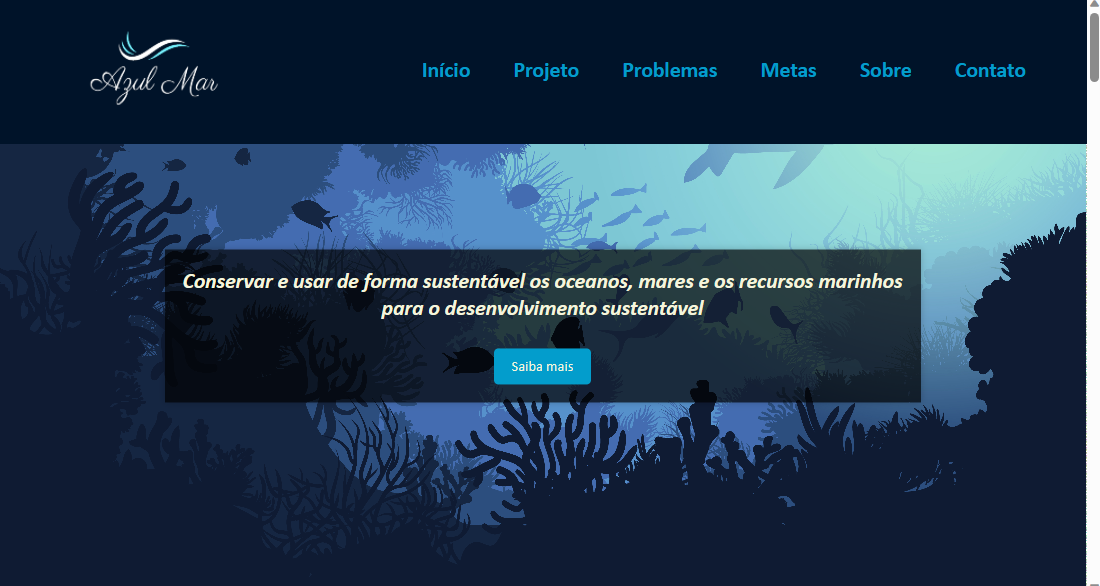 Azul Mar
Início Projeto Problemas Metas Sobre Contato
Conservar e usar de forma sustentável os oceanos, mares e os recursos marinhos
para o desenvolvimento sustentável
Saiba mais